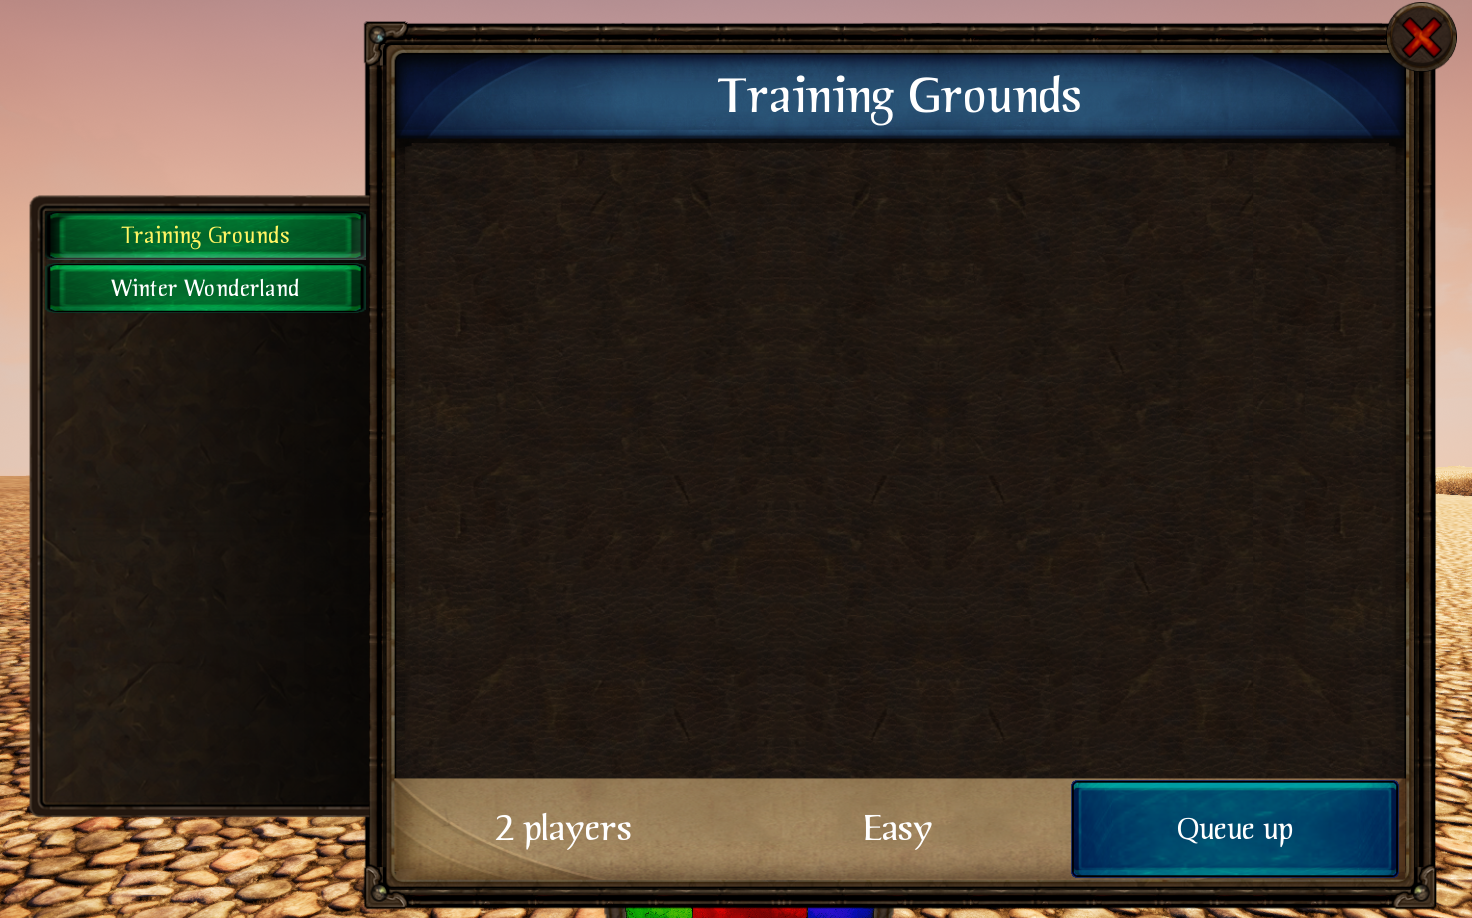 Training Grounds
Training Grounds
Winter Wonderland
2 players
Easy
Queue up